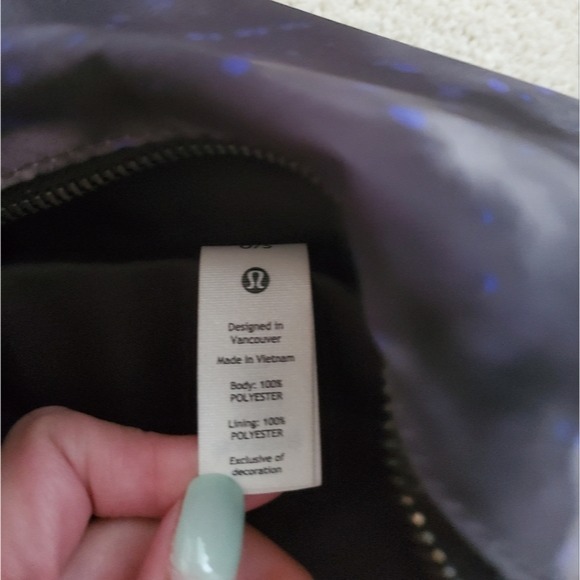 O/S
Designed in
Vancouver
Made in Vietnam
Body: 100%
POLYESTER
Lining: 100%
POLYESTER
Exclusive of
decoration